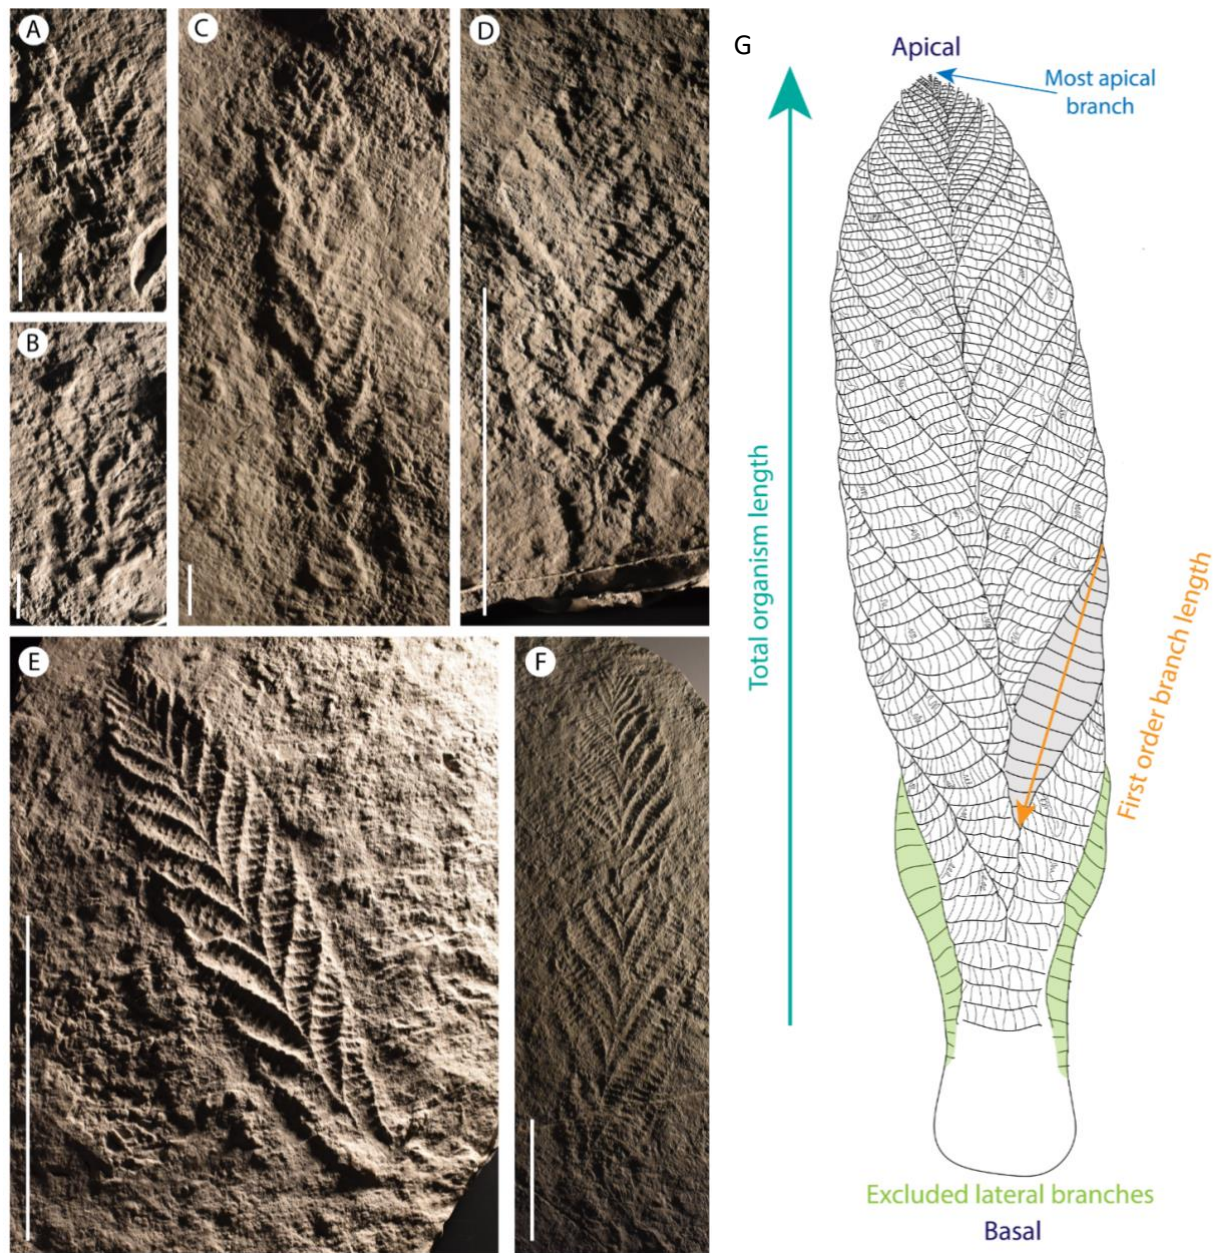 A
B
C
D
E
F
G
Apical
Most apical
branch
Total organism length
First order branch length
Excluded lateral branches
Basal